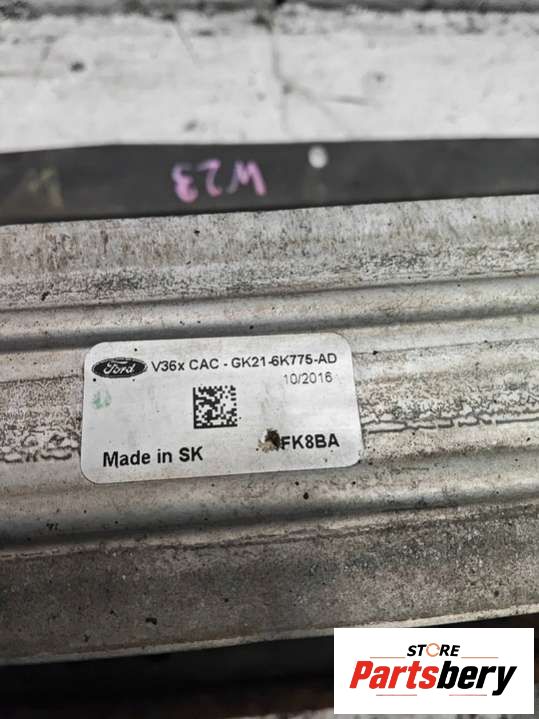 W23
Ford
V36x CAC - GK21-6K775-AD
10/2016
FK8BA
Made in SK
STORE
Partsbery